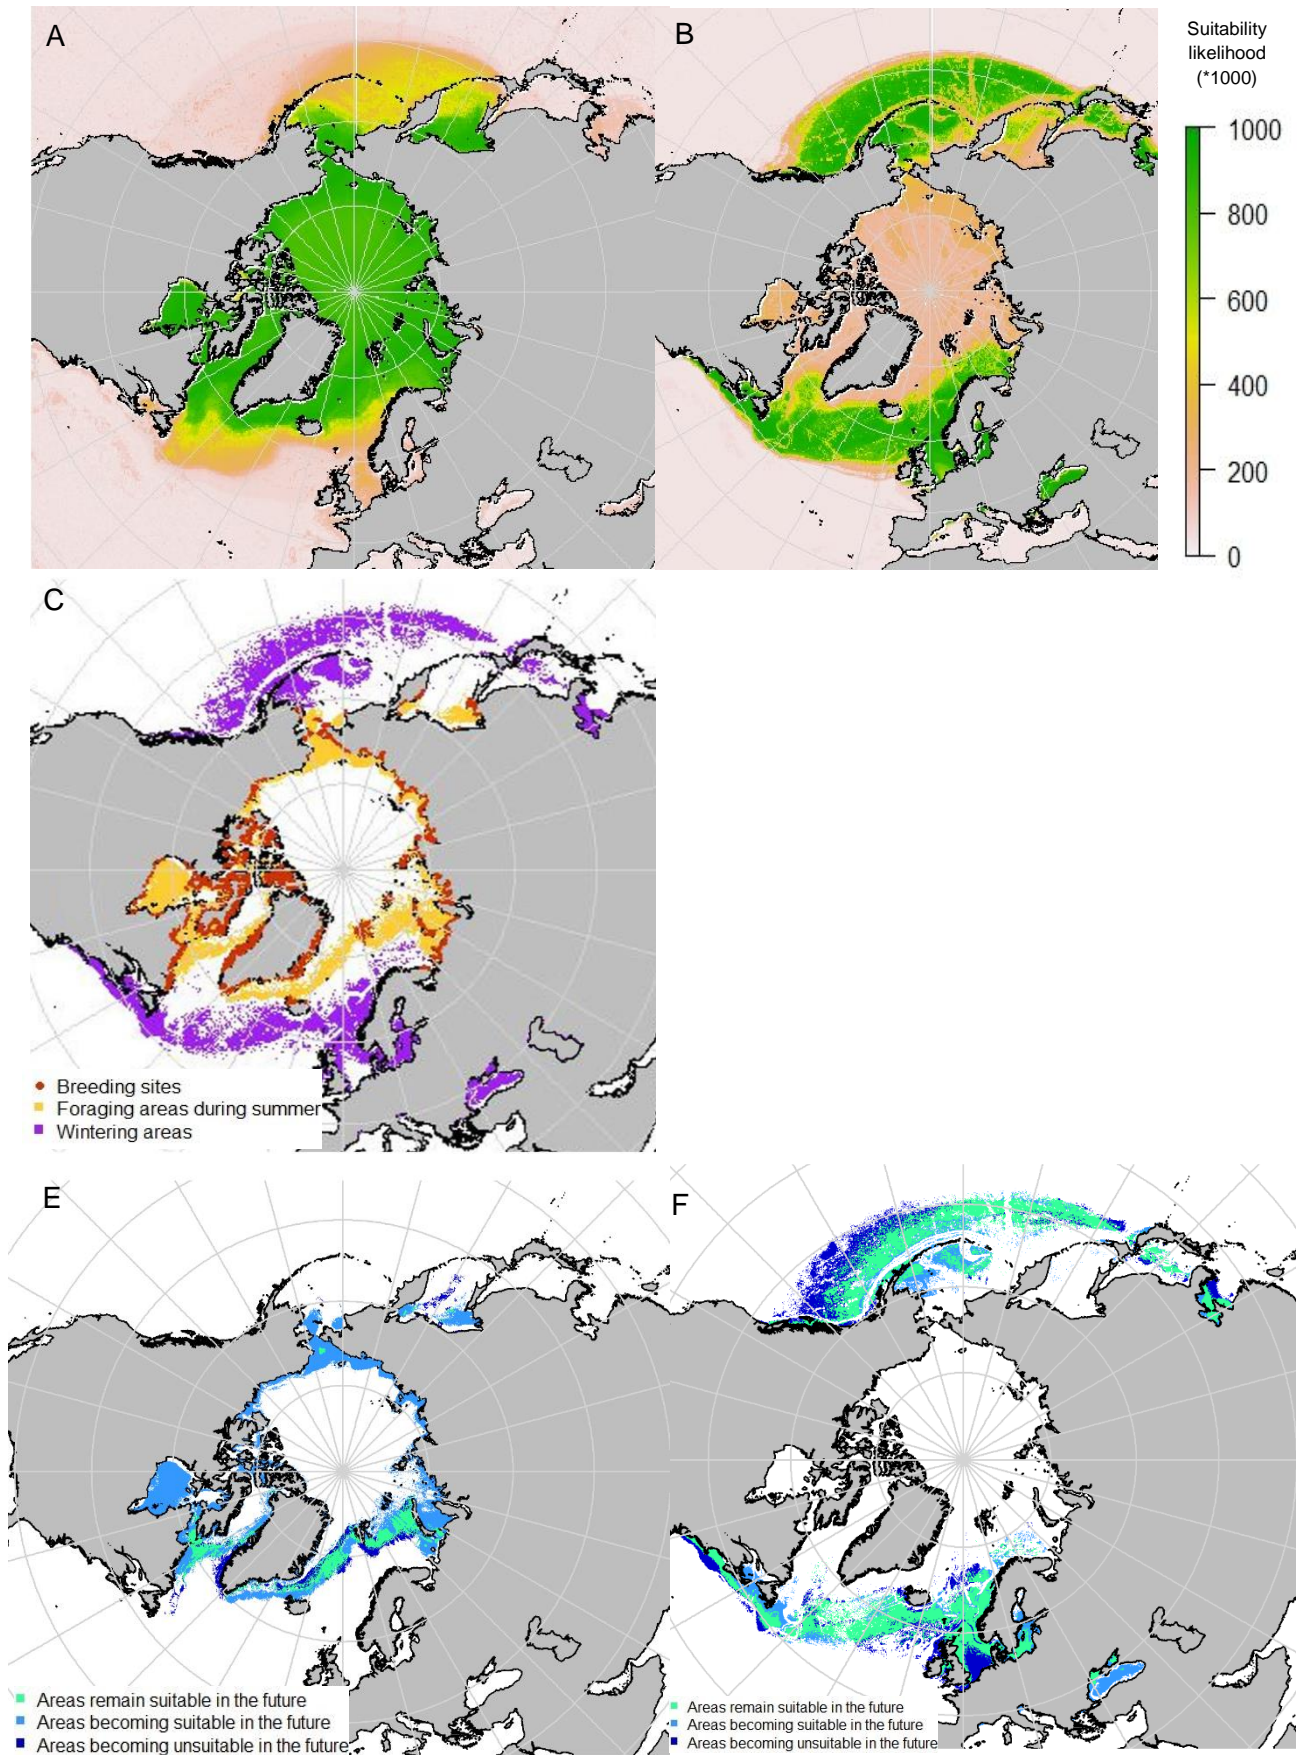 A
B
Suitability
likelihood
(*1000)
1000
800
600
400
200
0
C
Breeding sites
Foraging areas during summer
Wintering areas
E
F
Areas remain suitable in the future
Areas becoming suitable in the future
Areas becoming unsuitable in the future
Areas remain suitable in the future
Areas becoming suitable in the future
Areas becoming unsuitable in the future